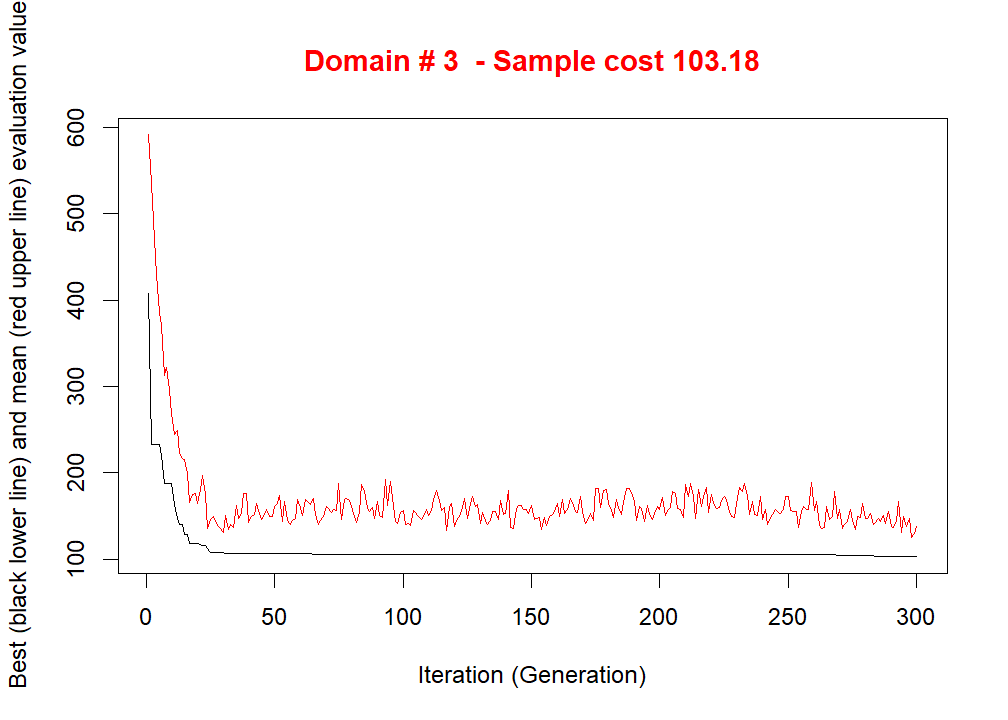 Domain # 3  - Sample cost 103.18
Best (black lower line) and mean (red upper line) evaluation value
600
500
400
300
200
100
0 50 100 150 200 250 300
Iteration (Generation)